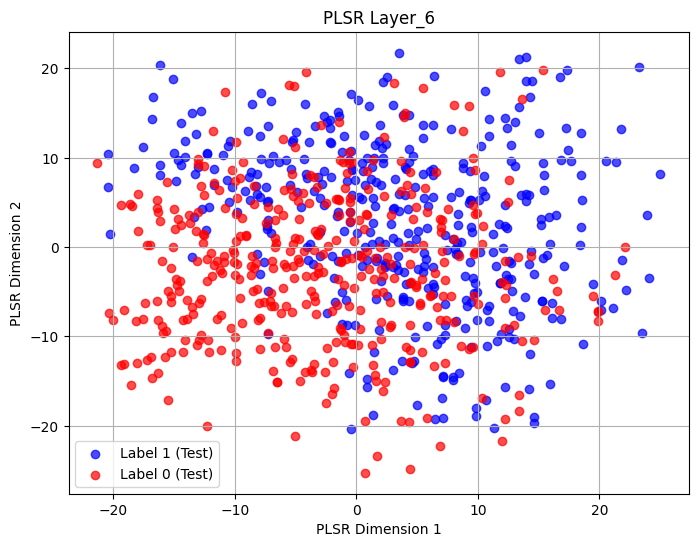 PLSR Layer_6
PLSR Dimension 2
20
10
0
−10
−20
Label 1 (Test)
Label 0 (Test)
−20 −10 0 10 20
PLSR Dimension 1